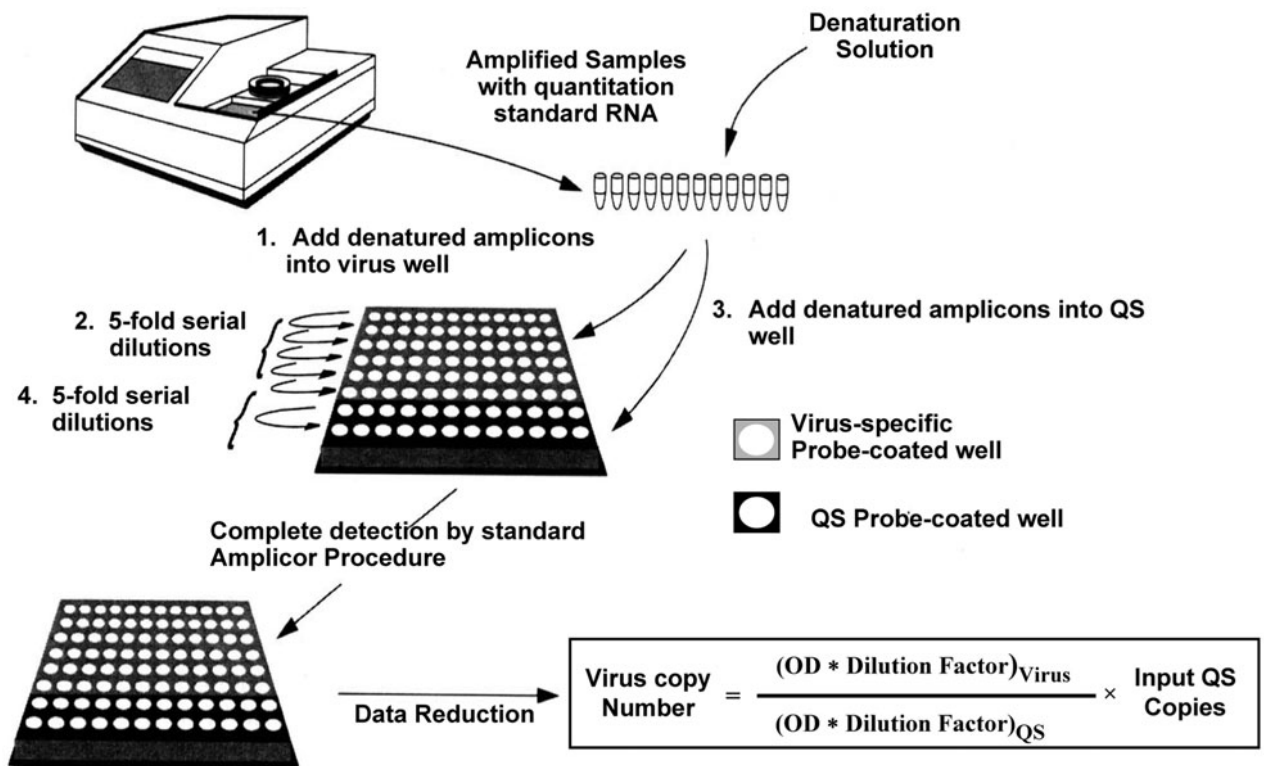 Denaturation
Solution
Amplified Samples
with quantitation
standard RNA
1. Add denatured amplicons
into virus well
2. 5-fold serial
dilutions
3. Add denatured amplicons into QS
well
4. 5-fold serial
dilutions
Virus-specific
Probe-coated well
QS Probe-coated well
Complete detection by standard
Amplicor Procedure
Data Reduction
Virus copy
Number
=
(OD * Dilution Factor)Virus
(OD * Dilution Factor)QS
×
Input QS
Copies